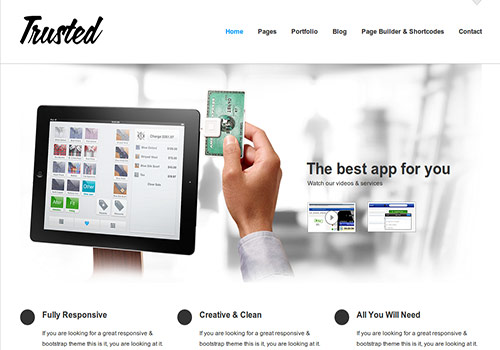 Trusted
Home Pages Portfolio Blog Page Builder & Shortcodes Contact
The best app for you
Watch our videos & services
Fully Responsive
If you are looking for a great responsive &
bootstrap theme this is it, you are looking at it.
Creative & Clean
If you are looking for a great responsive &
bootstrap theme this is it, you are looking at it.
All You Will Need
If you are looking for a great responsive &
bootstrap theme this is it, you are looking at it.